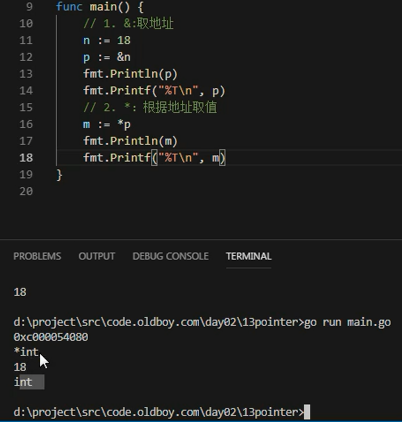 9 func main() {
10 // 1. &:取地址
11 n := 18
12 p := &n
13 fmt.Println(p)
14 fmt.Printf("%T\n", p)
15 // 2. *: 根据地址取值
16 m := *p
17 fmt.Println(m)
18 fmt.Printf("%T\n", m)
19 }
20
PROBLEMS OUTPUT DEBUG CONSOLE TERMINAL
18
d:\project\src\code.oldboy.com\day02\13pointer>go run main.go
0xc000054080
*int
18
int
d:\project\src\code.oldboy.com\day02\13pointer>